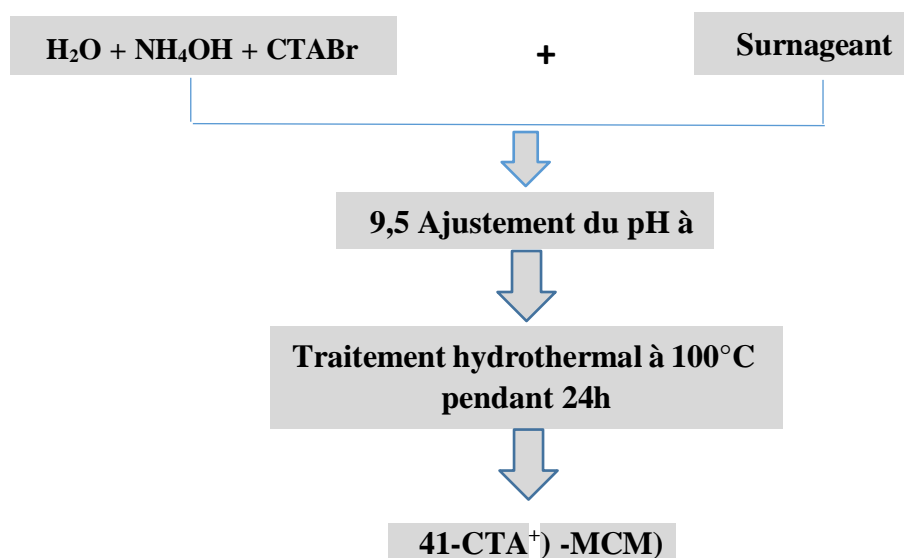 H₂O + NH₄OH + CTABr
+
Surnageant
9,5 Ajustement du pH à
Traitement hydrothermal à 100°C
pendant 24h
41-CTA⁺) -MCM)